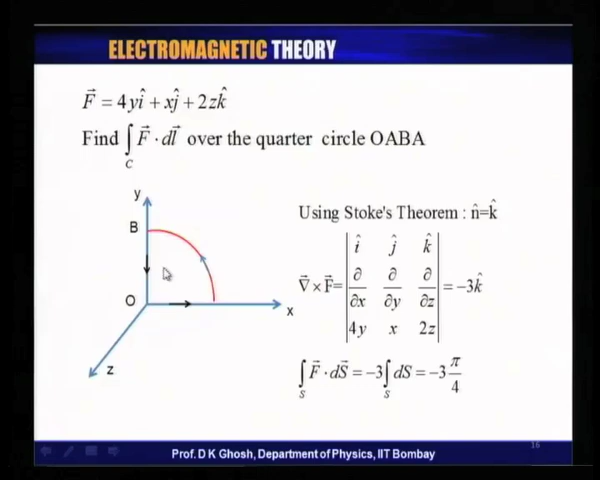 ELECTROMAGNETIC THEORY
F⃗ = 4yî + xĵ + 2zk̂
Find ∫_C F⃗ · dl⃗ over the quarter circle OABA
y
B
O
x
z
Using Stoke's Theorem : n̂=k̂
∇⃗ × F⃗ = | î ĵ k̂ |
| ∂/∂x ∂/∂y ∂/∂z | = −3k̂
| 4y x 2z |
∫_S F⃗ · dS⃗ = −3 ∫_S dS = −3 π/4
16
Prof. D K Ghosh, Department of Physics, IIT Bombay